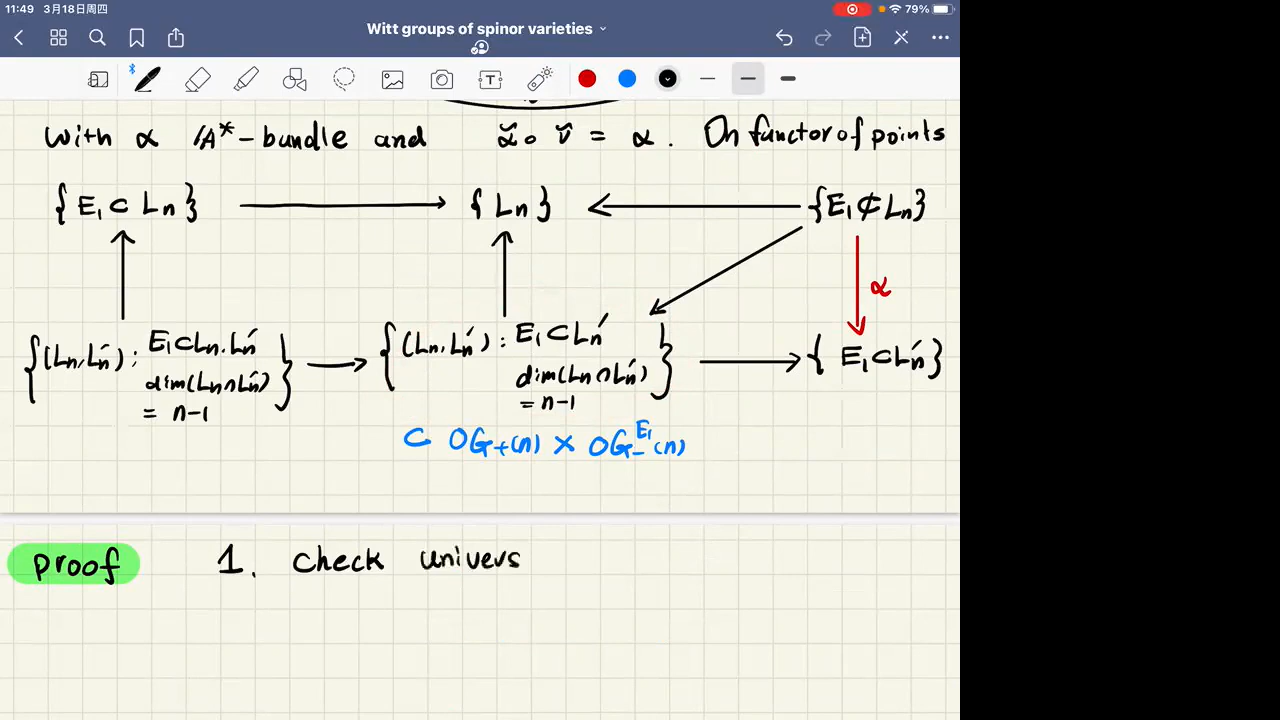 11:49 3月18日周四 79%
Witt groups of spinor varieties
with α /A*-bundle and α̃ ∘ ṽ = α. On functor of points
{E₁ ⊂ Lₙ} → {Lₙ} ← {E₁ ⊄ Lₙ}
α
{(Lₙ, Lₙ′) : E₁ ⊂ Lₙ, Lₙ′ dim(Lₙ ∩ Lₙ′) = n-1} → {(Lₙ, Lₙ′) : E₁ ⊂ Lₙ′ dim(Lₙ ∩ Lₙ′) = n-1} → {E₁ ⊂ Lₙ′}
⊂ OG₊(n) × OG₋^E₁(n)
proof 1. check univers